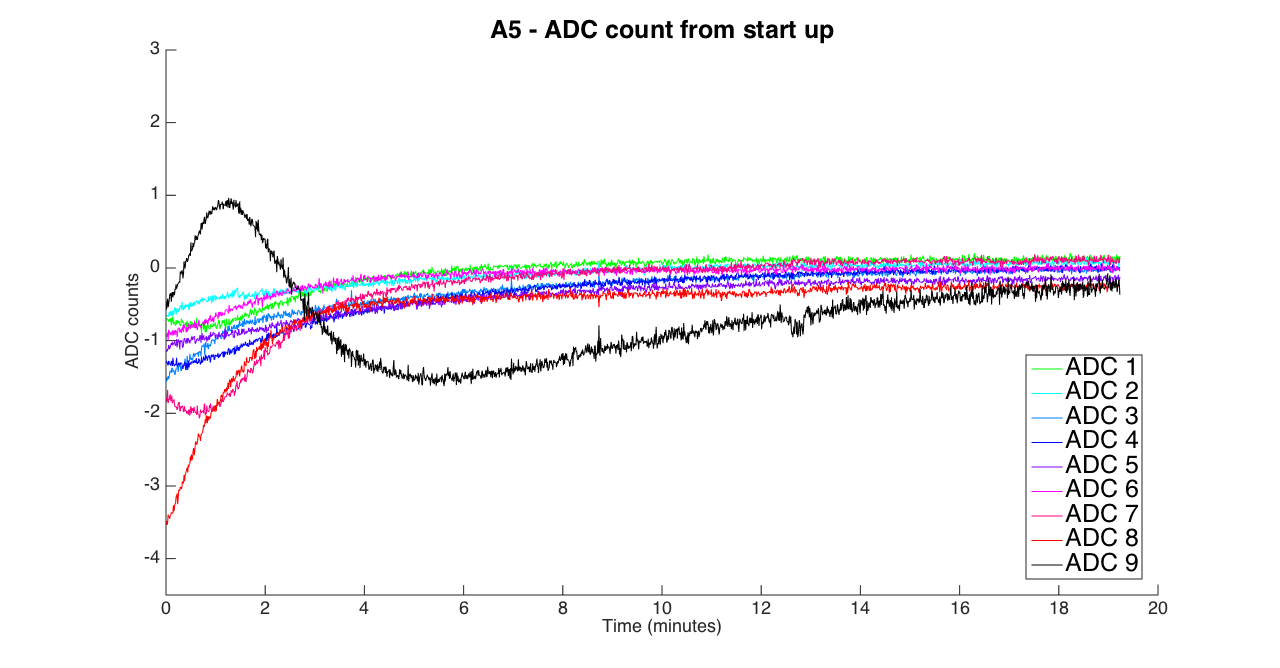 A5 - ADC count from start up
3
2
1
0
-1
-2
-3
-4
ADC counts
0 2 4 6 8 10 12 14 16 18 20
Time (minutes)
ADC 1
ADC 2
ADC 3
ADC 4
ADC 5
ADC 6
ADC 7
ADC 8
ADC 9